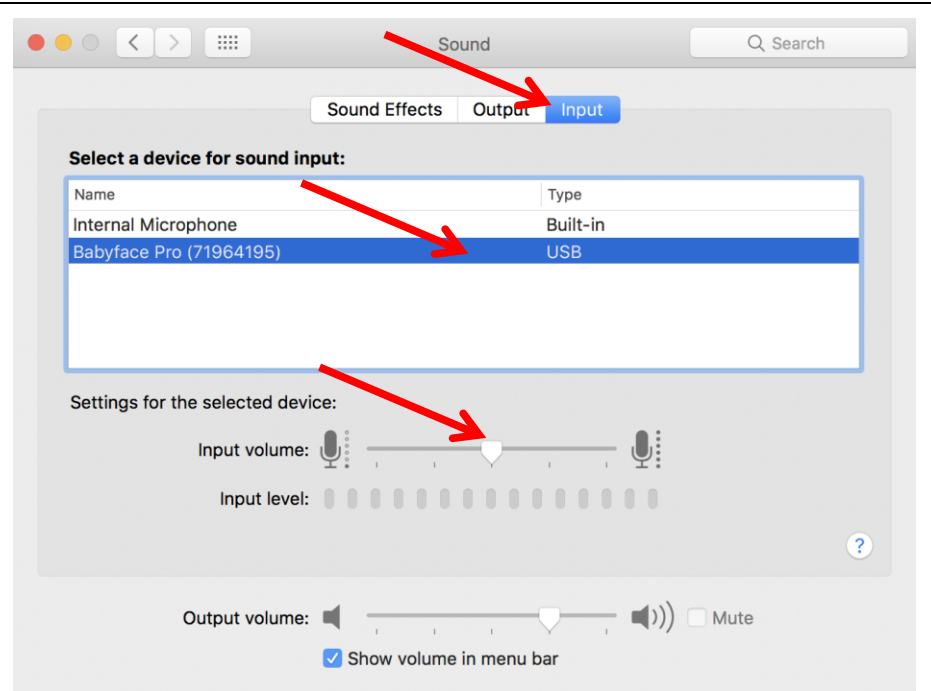 Sound
Search
Sound Effects Output Input
Select a device for sound input:
Name Type
Internal Microphone Built-in
Babyface Pro (71964195) USB
Settings for the selected device:
Input volume:
Input level:
?
Output volume: Mute
Show volume in menu bar